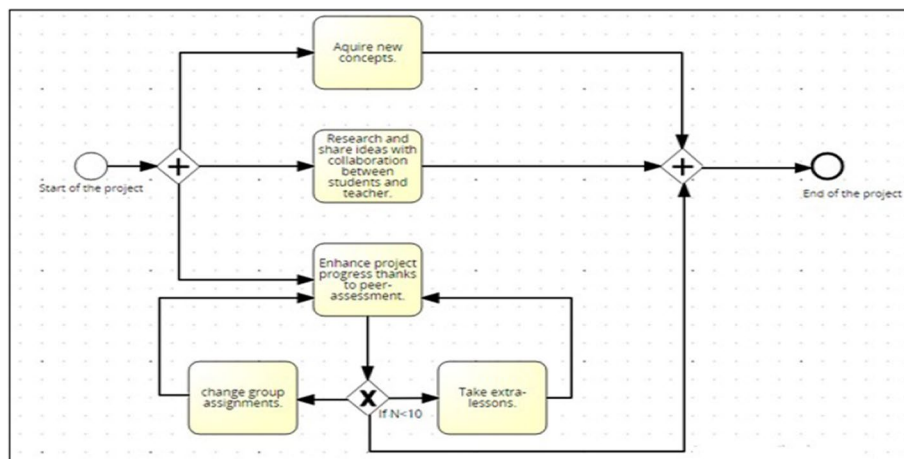 Aquire new
concepts.
Research and
share ideas with
collaboration
between
students and
teacher.
Start of the project
End of the project
Enhance project
progress thanks
to peer-
assessment.
change group
assignments.
If N<10
Take extra-
lessons.